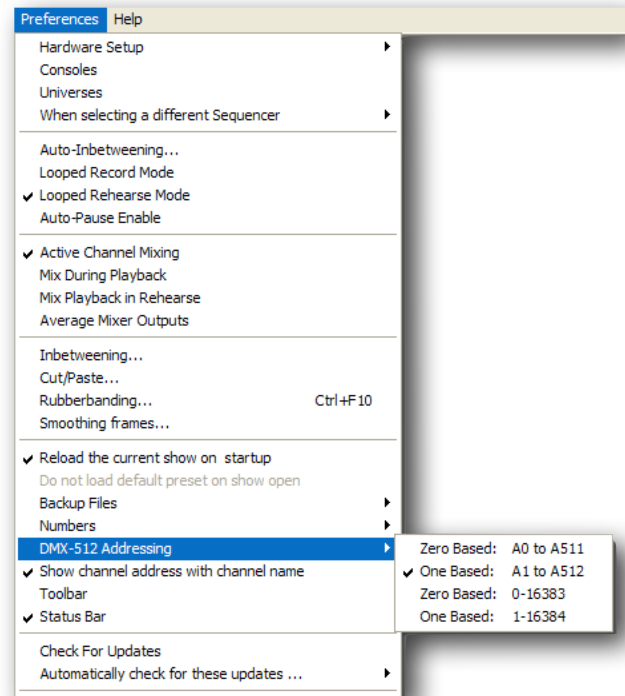 Preferences Help
Hardware Setup
Consoles
Universes
When selecting a different Sequencer
Auto-Inbetweening...
Looped Record Mode
Looped Rehearse Mode
Auto-Pause Enable
Active Channel Mixing
Mix During Playback
Mix Playback in Rehearse
Average Mixer Outputs
Inbetweening...
Cut/Paste...
Rubberbanding... Ctrl+F10
Smoothing frames...
Reload the current show on startup
Do not load default preset on show open
Backup Files
Numbers
DMX-512 Addressing
Zero Based: A0 to A511
Show channel address with channel name
One Based: A1 to A512
Toolbar
Zero Based: 0-16383
Status Bar
One Based: 1-16384
Check For Updates
Automatically check for these updates ...